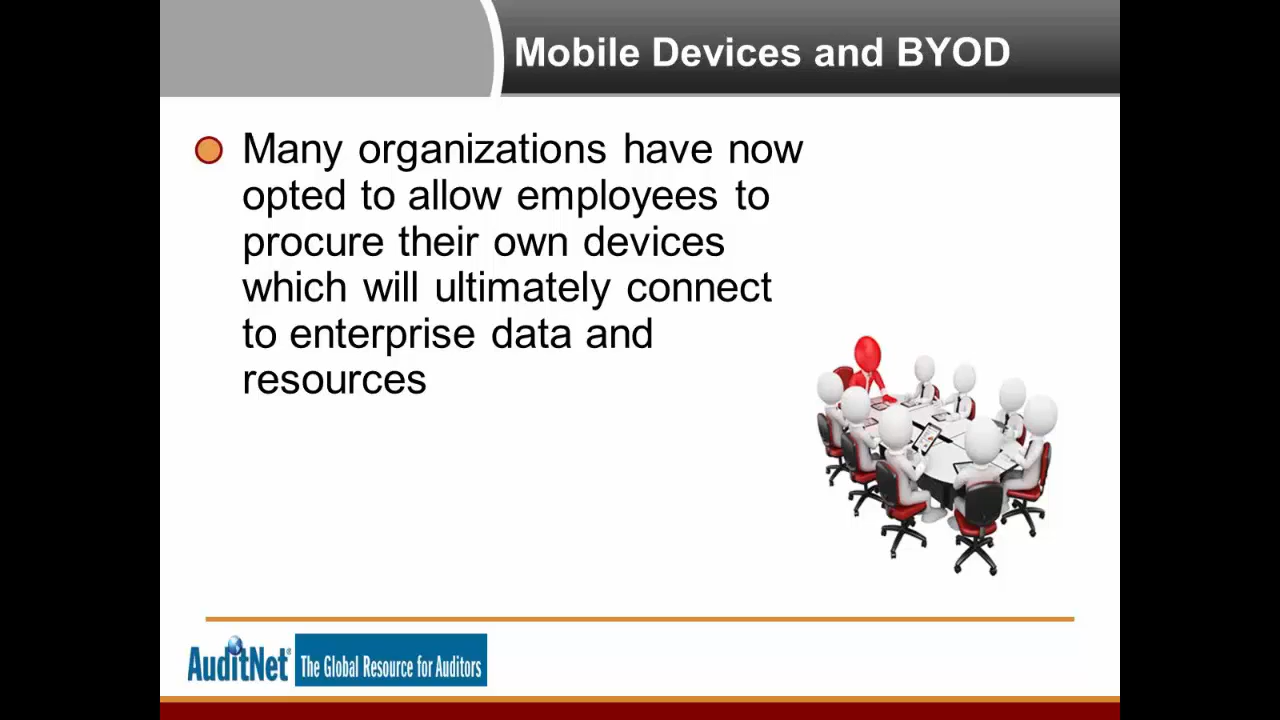 Mobile Devices and BYOD
Many organizations have now
opted to allow employees to
procure their own devices
which will ultimately connect
to enterprise data and
resources
AuditNet® The Global Resource for Auditors